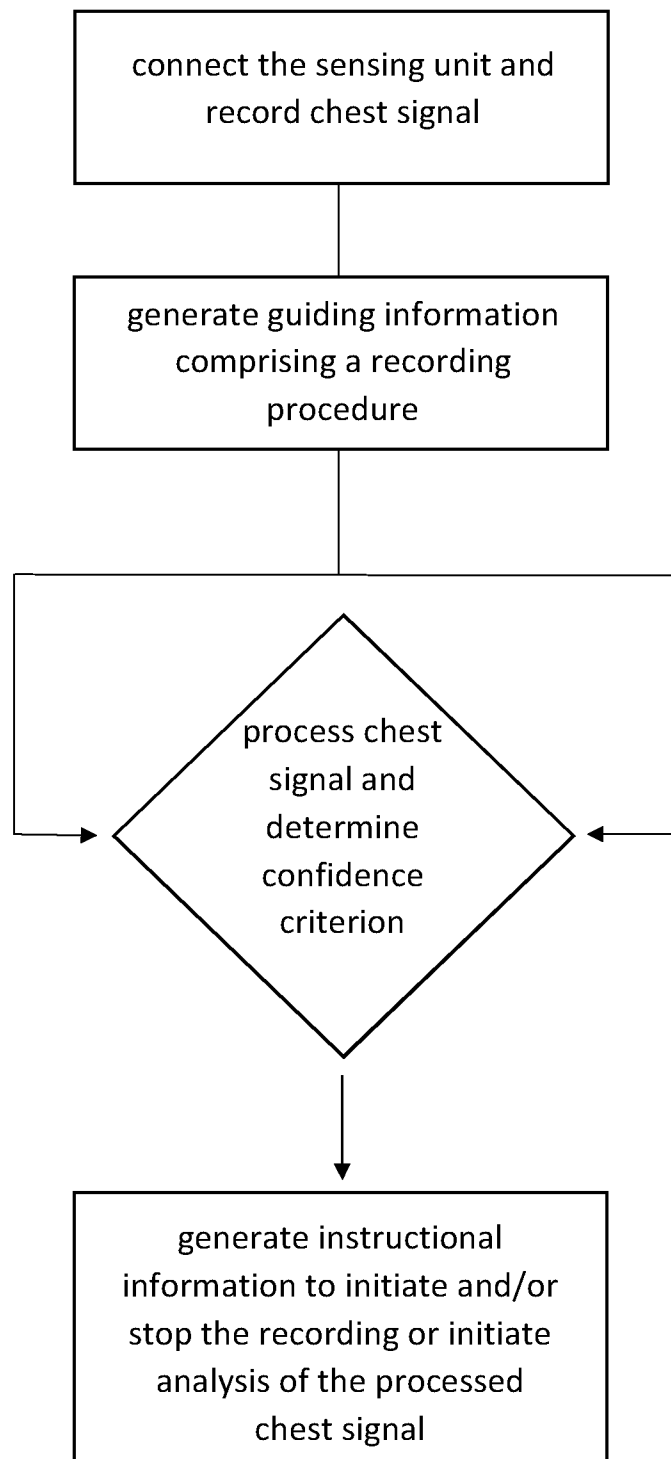 connect the sensing unit and
record chest signal
generate guiding information
comprising a recording
procedure
process chest
signal and
determine
confidence
criterion
generate instructional
information to initiate and/or
stop the recording or initiate
analysis of the processed
chest signal